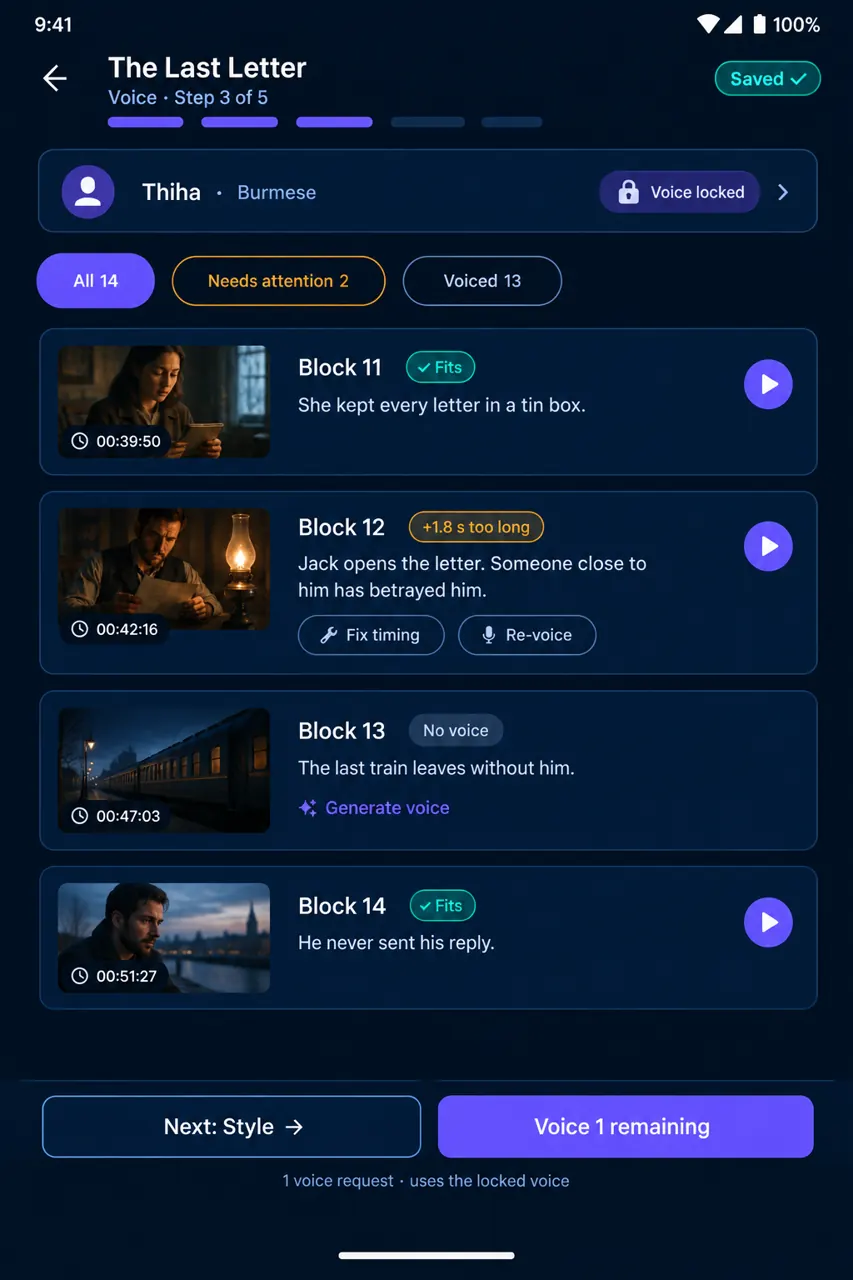 9:41
100%
The Last Letter
Voice · Step 3 of 5
Saved ✓
Thiha · Burmese
Voice locked
All 14
Needs attention 2
Voiced 13
Block 11
✓ Fits
She kept every letter in a tin box.
00:39:50
Block 12
+1.8 s too long
Jack opens the letter. Someone close to
him has betrayed him.
00:42:16
Fix timing
Re-voice
Block 13
No voice
The last train leaves without him.
00:47:03
Generate voice
Block 14
✓ Fits
He never sent his reply.
00:51:27
Next: Style →
Voice 1 remaining
1 voice request · uses the locked voice